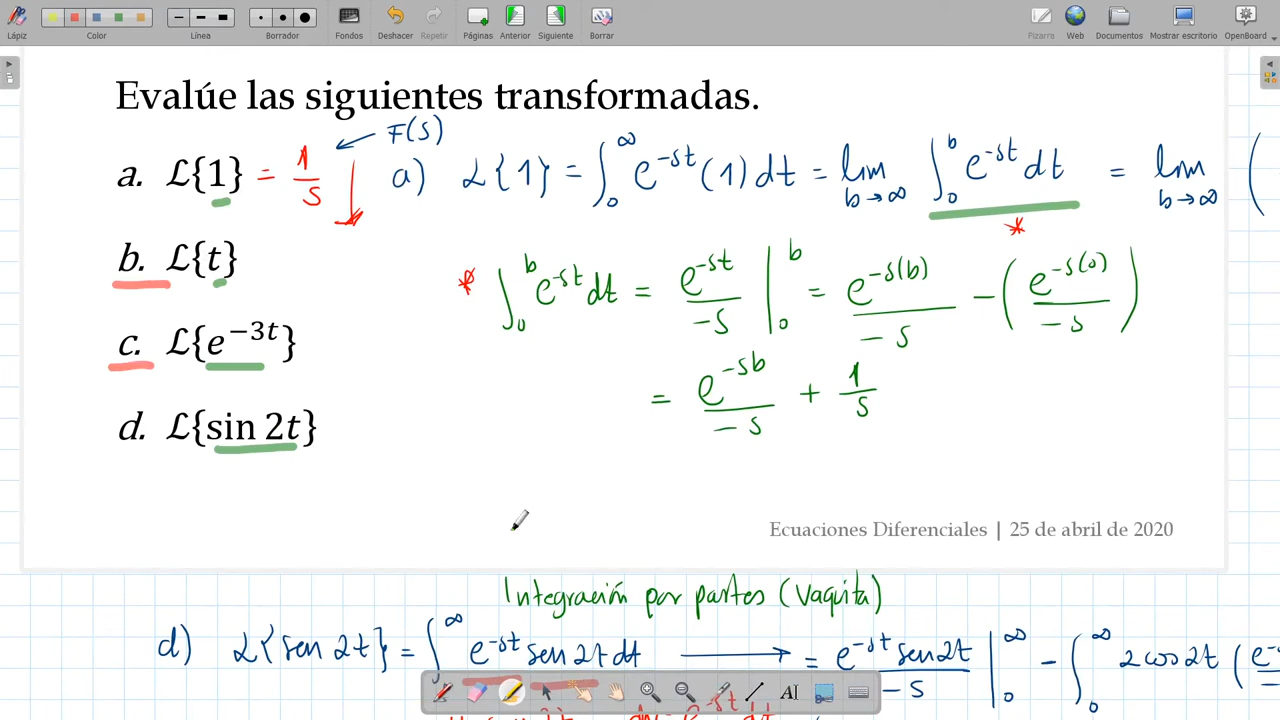 Lápiz Color Línea Borrador Fondos Deshacer Repetir Páginas Anterior Siguiente Borrar Pizarra Web Documentos Mostrar escritorio OpenBoard
Evalúe las siguientes transformadas.
a. ℒ{1} = 1/s ← F(s)
a) ℒ{1} = ∫₀^∞ e^-st (1) dt = lim b→∞ ∫₀^b e^-st dt = lim b→∞ (
*
b. ℒ{t}
* ∫₀^b e^-st dt = e^-st/-s |₀^b = e^-s(b)/-s - (e^-s(0)/-s)
c. ℒ{e^−3t}
= e^-sb/-s + 1/s
d. ℒ{sin 2t}
Ecuaciones Diferenciales | 25 de abril de 2020
Integración por partes (Vaquita)
d) ℒ{sen 2t} = ∫₀^∞ e^-st sen 2t dt → = e^-st sen 2t/-s |₀^∞ - ∫₀^∞ 2 cos 2t (e-